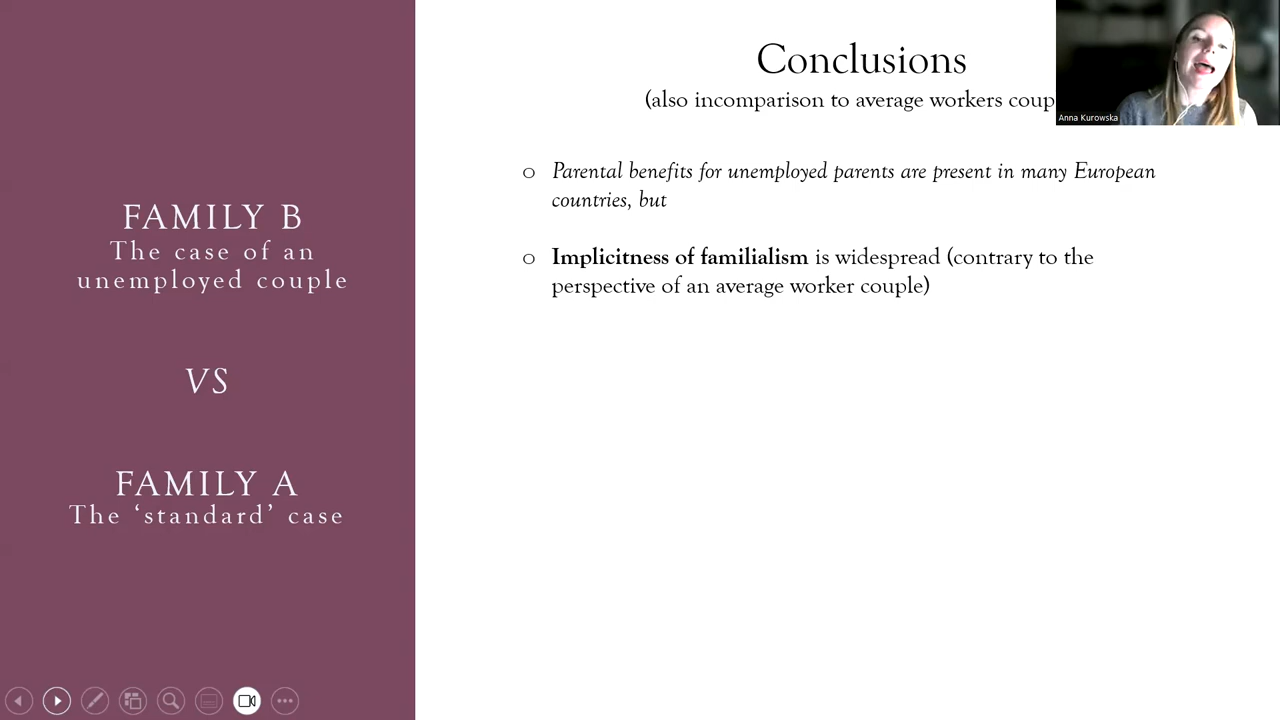 FAMILY B
The case of an
unemployed couple
VS
FAMILY A
The ‘standard’ case
Conclusions
(also incomparison to average workers coup
Anna Kurowska
o Parental benefits for unemployed parents are present in many European
countries, but
o Implicitness of familialism is widespread (contrary to the
perspective of an average worker couple)